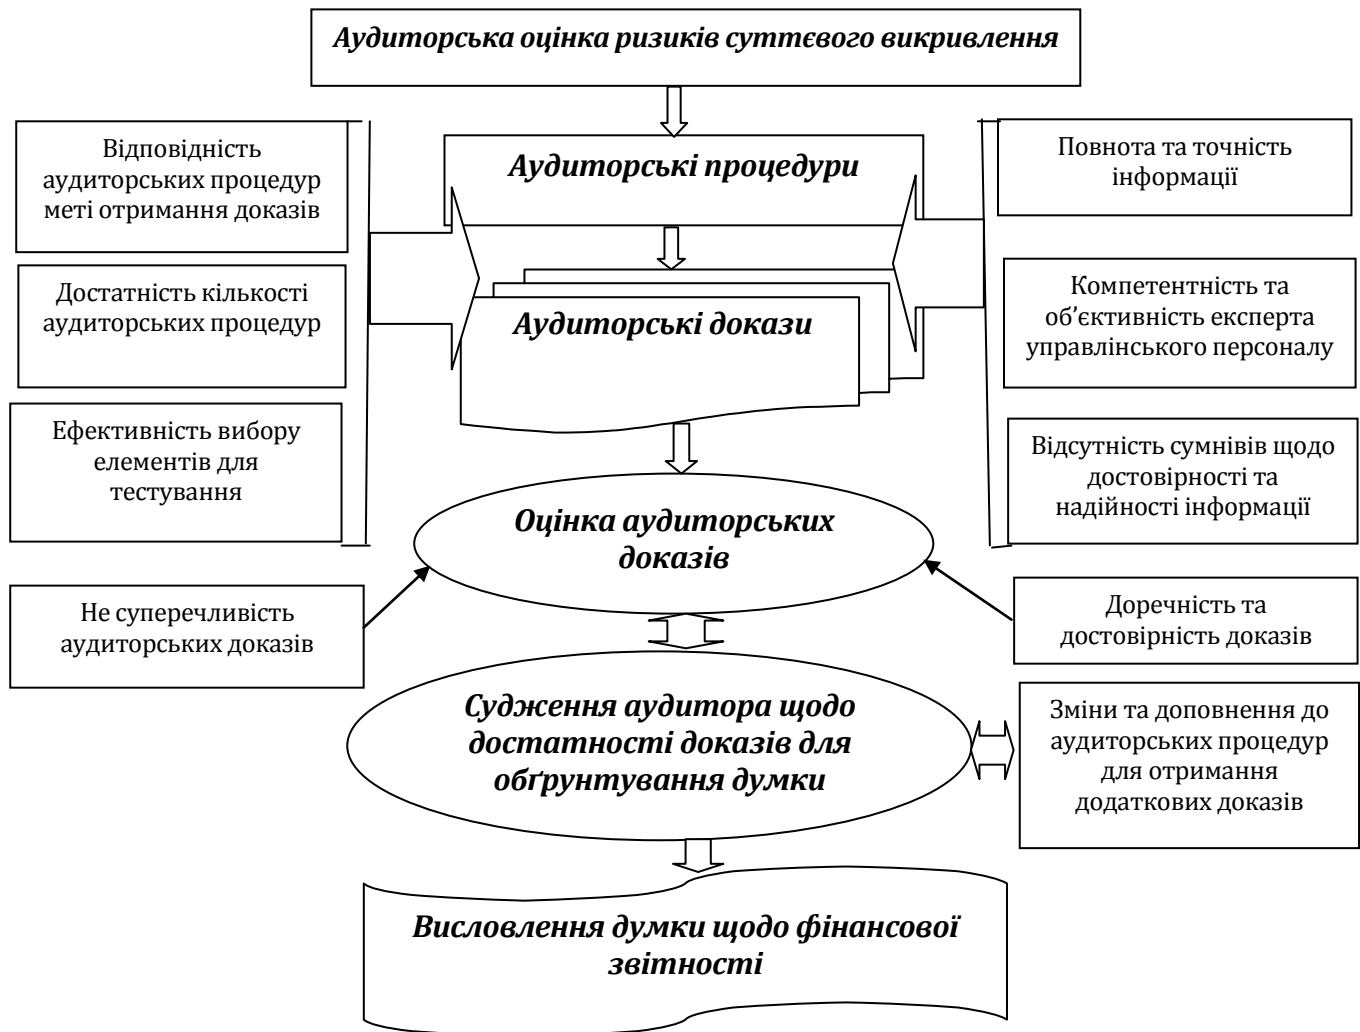 Аудиторська оцінка ризиків суттєвого викривлення
Відповідність
аудиторських процедур
меті отримання доказів
Аудиторські процедури
Повнота та точність
інформації
Достатність кількості
аудиторських процедур
Аудиторські докази
Компетентність та
об’єктивність експерта
управлінського персоналу
Ефективність вибору
елементів для
тестування
Відсутність сумнівів щодо
достовірності та
надійності інформації
Оцінка аудиторських
доказів
Не суперечливість
аудиторських доказів
Доречність та
достовірність доказів
Судження аудитора щодо
достатності доказів для
обґрунтування думки
Зміни та доповнення до
аудиторських процедур
для отримання
додаткових доказів
Висловлення думки щодо фінансової
звітності